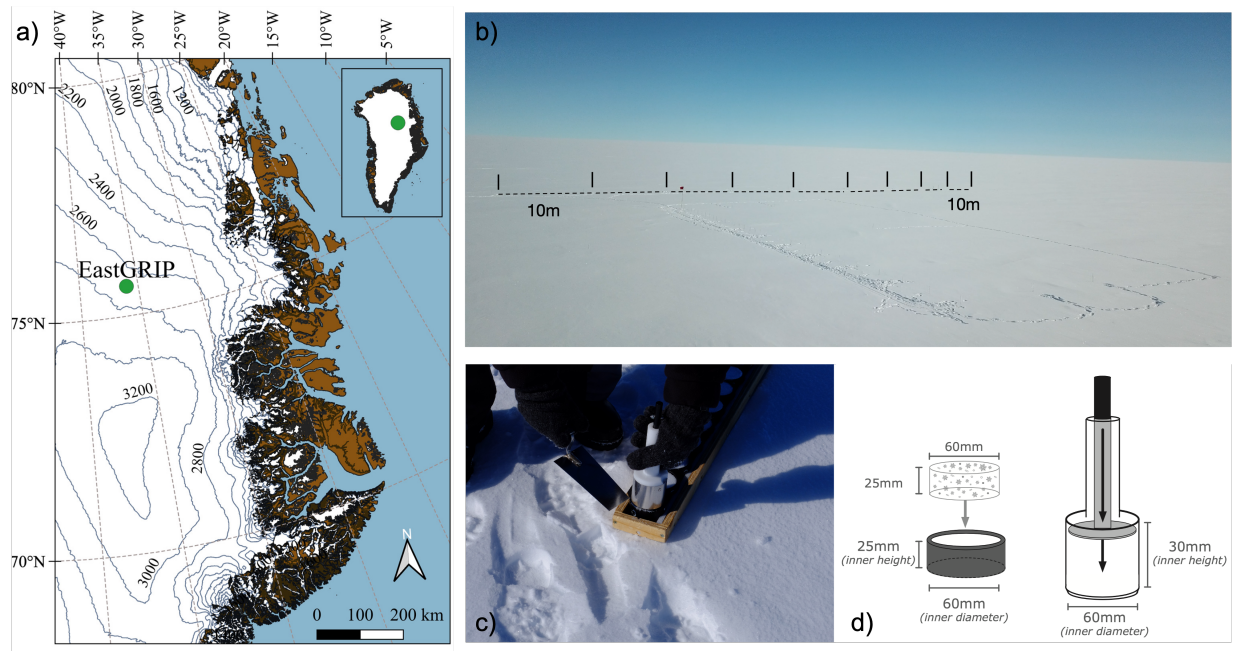 a)
40°W
35°W
30°W
25°W
20°W
15°W
10°W
5°W
80°N
75°N
70°N
2200
2000
1800
1600
1200
2400
2600
EastGRIP
3200
2800
3000
N
0 100 200 km
b)
10m
10m
c)
d)
60mm
25mm
25mm
(inner height)
60mm
(inner diameter)
30mm
(inner height)
60mm
(inner diameter)